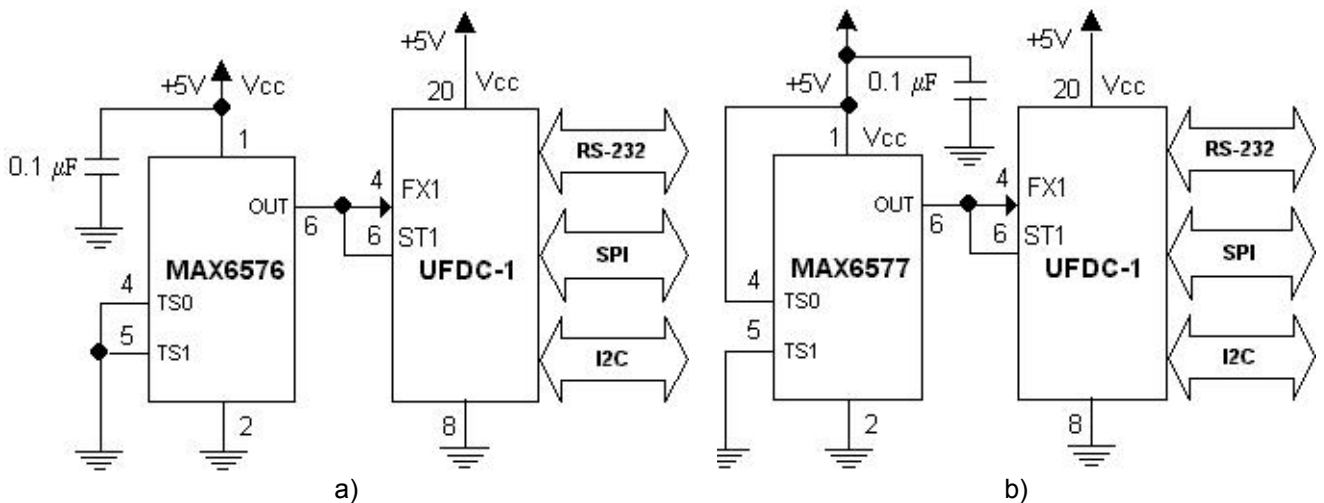 +5V
Vcc
20
+5V
Vcc
0.1 μF
1
OUT
6
4
FX1
6
ST1
MAX6576
UFDC-1
4
TS0
5
TS1
2
8
RS-232
SPI
I2C
a)
+5V
0.1 μF
1
Vcc
+5V
20
Vcc
OUT
6
4
FX1
6
ST1
MAX6577
UFDC-1
4
TS0
5
TS1
2
8
RS-232
SPI
I2C
b)